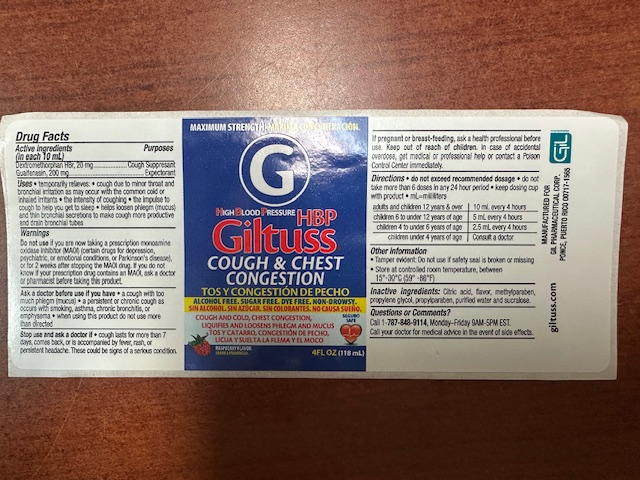 Drug Facts
Active ingredients Purposes
(in each 10 mL)
Dextromethorphan HBr, 20 mg Cough Suppresant
Guaifenesin, 200 mg Expectorant
Uses • temporarily relieves: • cough due to minor throat and
bronchial irritation as may occur with the common cold or
inhaled irritants • the intensity of coughing • the impulse to
cough to help you get to sleep • helps loosen phlegm (mucus)
and thin bronchial secretions to make cough more productive
and drain bronchial tubes
Warnings
Do not use if you are now taking a prescription monoamine
oxidase inhibitor (MAOI) (certain drugs for depression,
psychiatric, or emotional conditions, or Parkinson's disease),
or for 2 weeks after stopping the MAOI drug. If you do not
know if your prescription drug contains an MAOI, ask a doctor
or pharmacist before taking this product.
Ask a doctor before use if you have • a cough with too
much phlegm (mucus) • a persistent or chronic cough as
occurs with smoking, asthma, chronic bronchitis, or
emphysema • when using this product do not use more
than directed
Stop use and ask a doctor if • cough lasts for more than 7
days, comes back, or is accompanied by fever, rash, or
persistent headache. These could be signs of a serious condition.
MAXIMUM STRENGTH
G
HIGH BLOOD PRESSURE HBP
Giltuss
COUGH & CHEST
CONGESTION
TOS Y CONGESTIÓN DE PECHO
ALCOHOL FREE. SUGAR FREE. DYE FREE. NON-DROWSY.
SIN ALCOHOL. SIN AZÚCAR. SIN COLORANTES. NO CAUSA SUEÑO.
COUGH AND COLD, CHEST CONGESTION,
LIQUIFIES AND LOOSENS PHLEGM AND MUCUS
TOS Y CATARRO, CONGESTIÓN DE PECHO,
LICUA Y SUELTA LA FLEMA Y EL MOCO
SEGURO
SAFE
HBP
RASPBERRY FLAVOR
SABOR A FRAMBUESA
4FL OZ (118 mL)
If pregnant or breast-feeding, ask a health professional before
use. Keep out of reach of children. In case of accidental
overdose, get medical or professional help or contact a Poison
Control Center immediately.
Directions • do not exceed recommended dosage • do not
take more than 6 doses in any 24 hour period • keep dosing cup
with product • mL=milliliters
adults and children 12 years & over 10 mL every 4 hours
children 6 to under 12 years of age 5 mL every 4 hours
children 4 to under 6 years of age 2.5 mL every 4 hours
children under 4 years of age Consult a doctor
Other information
• Tamper evident: Do not use if safety seal is broken or missing
• Store at controlled room temperature, between
15°-30°C (59° -86°F)
Inactive Ingredients: Citric acid, flavor, methylparaben,
propylene glycol, propylparaben, purified water and sucralose.
Questions or Comments?
Call 1-787-848-9114, Monday-Friday 9AM-5PM EST.
Call your doctor for medical advice in the event of side effects.
GIL
MANUFACTURED FOR
GIL PHARMACEUTICAL CORP.
PONCE, PUERTO RICO 00717-1565
giltuss.com